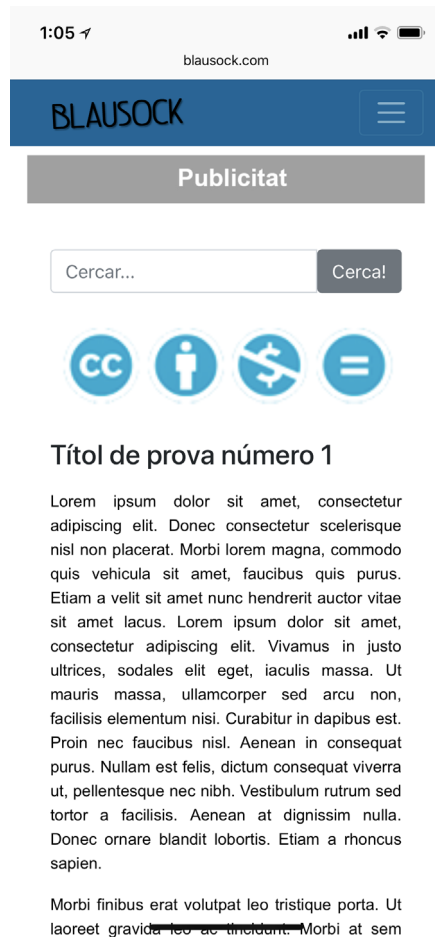 1:05
blausock.com
BLAUSOCK
Publicitat
Cercar...
Cerca!
cc
$
=
Títol de prova número 1
Lorem ipsum dolor sit amet, consectetur
adipiscing elit. Donec consectetur scelerisque
nisl non placerat. Morbi lorem magna, commodo
quis vehicula sit amet, faucibus quis purus.
Etiam a velit sit amet nunc hendrerit auctor vitae
sit amet lacus. Lorem ipsum dolor sit amet,
consectetur adipiscing elit. Vivamus in justo
ultrices, sodales elit eget, iaculis massa. Ut
mauris massa, ullamcorper sed arcu non,
facilisis elementum nisi. Curabitur in dapibus est.
Proin nec faucibus nisl. Aenean in consequat
purus. Nullam est felis, dictum consequat viverra
ut, pellentesque nec nibh. Vestibulum rutrum sed
tortor a facilisis. Aenean at dignissim nulla.
Donec ornare blandit lobortis. Etiam a rhoncus
sapien.
Morbi finibus erat volutpat leo tristique porta. Ut
laoreet gravida leo ac tincidunt. Morbi at sem